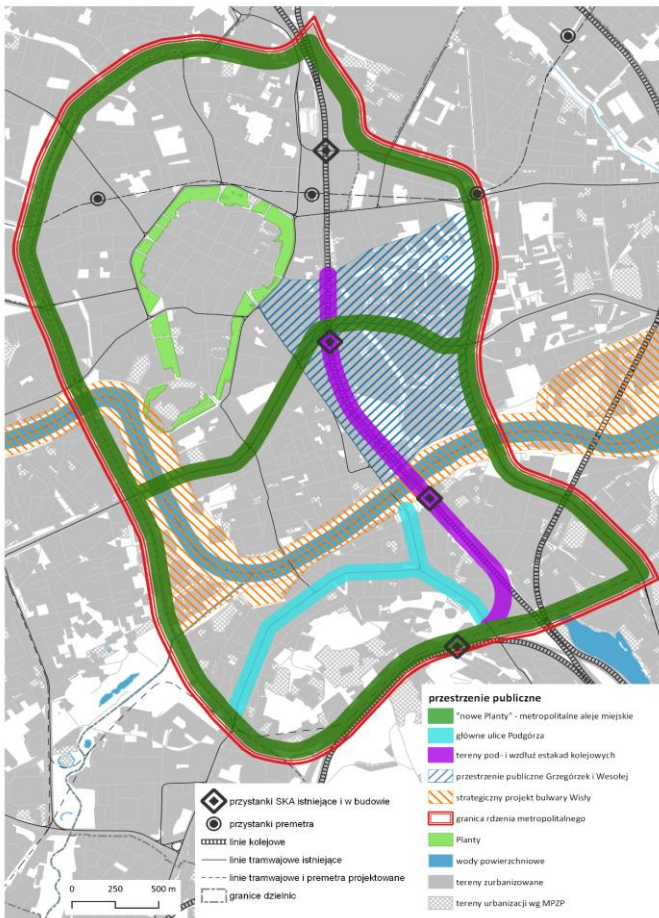 przestrzenie publiczne
"nowe Planty" - metropolitalne aleje miejskie
główne ulice Podgórza
tereny pod- i wzdłuż estakad kolejowych
przestrzenie publiczne Grzegórzek i Wesołej
strategiczny projekt bulwary Wisły
granica rdzenia metropolitalnego
Planty
wody powierzchniowe
tereny zurbanizowane
tereny urbanizacji wg MPZP
przystanki SKA istniejące i w budowie
przystanki premetra
linie kolejowe
linie tramwajowe istniejące
linie tramwajowe i premetra projektowane
granice dzielnic
0 250 500 m